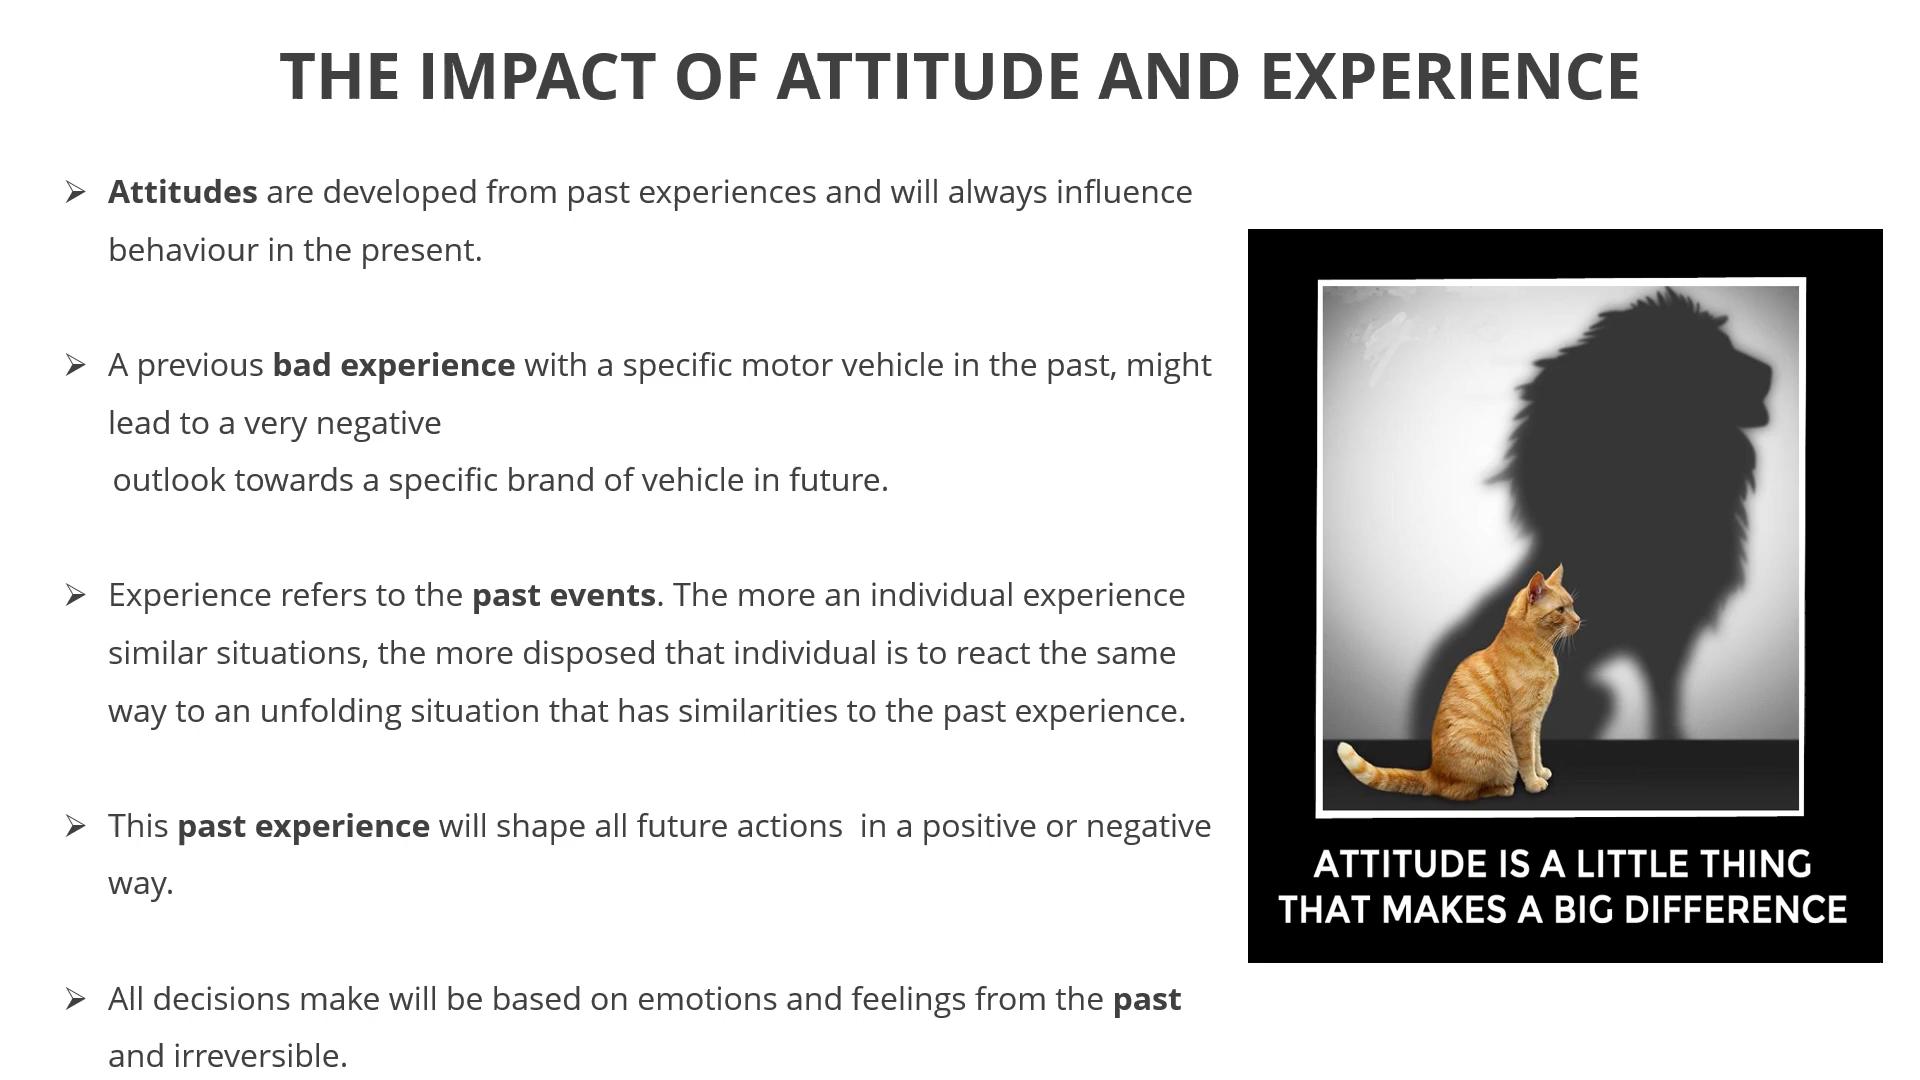 THE IMPACT OF ATTITUDE AND EXPERIENCE
➢ Attitudes are developed from past experiences and will always influence
behaviour in the present.
➢ A previous bad experience with a specific motor vehicle in the past, might
lead to a very negative
outlook towards a specific brand of vehicle in future.
➢ Experience refers to the past events. The more an individual experience
similar situations, the more disposed that individual is to react the same
way to an unfolding situation that has similarities to the past experience.
➢ This past experience will shape all future actions  in a positive or negative
way.
➢ All decisions make will be based on emotions and feelings from the past
and irreversible.
ATTITUDE IS A LITTLE THING
THAT MAKES A BIG DIFFERENCE